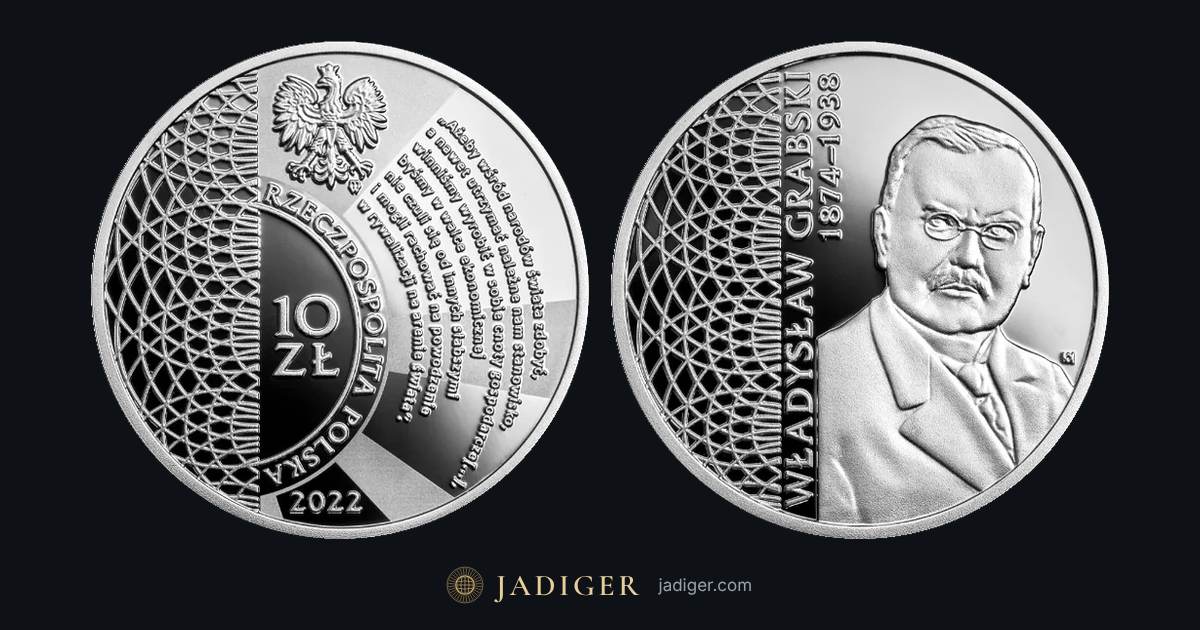 RZECZPOSPOLITA POLSKA
10
ZŁ
2022
„Ażeby wśród narodów świata zdobyć,
a nawet utrzymać należne nam stanowisko,
winniśmy wyrobić w sobie cnoty gospodarcze[...],
byśmy w walce ekonomicznej
nie czuli się od innych słabszymi
i mogli rachować na powodzenie
w rywalizacji na arenie świata”.
WŁADYSŁAW GRABSKI
1874–1938
JADIGER
jadiger.com